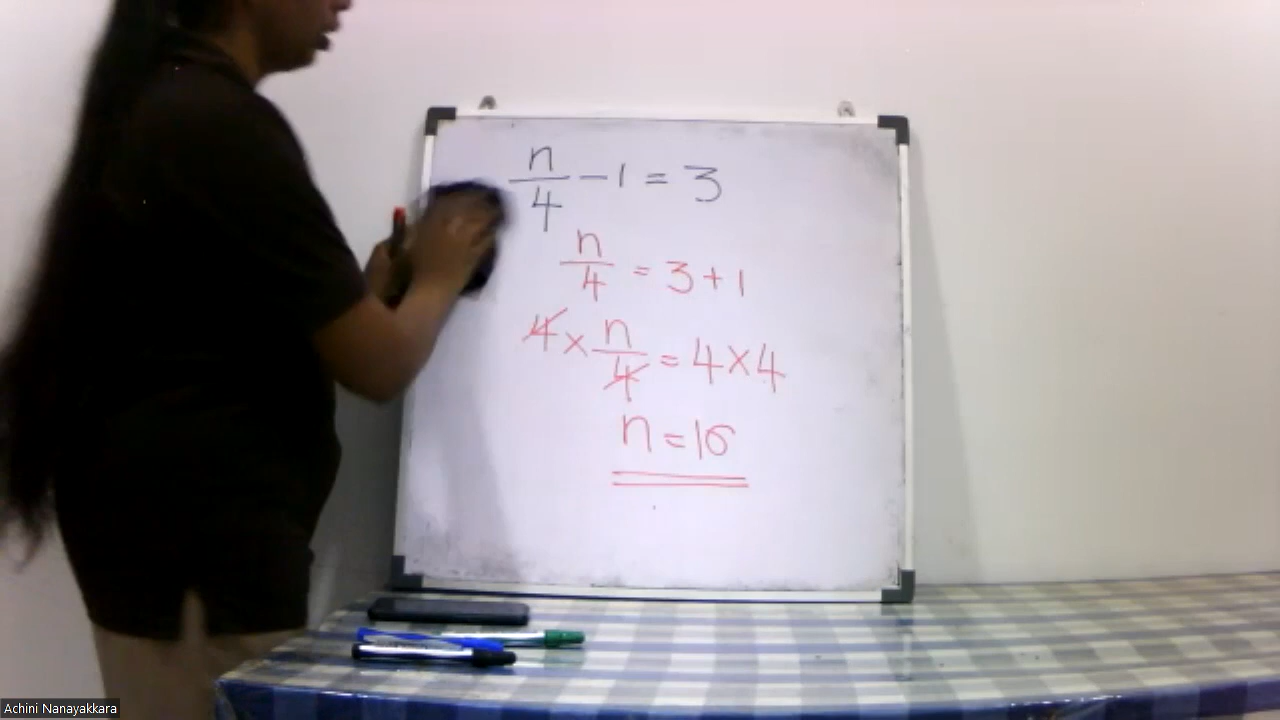 n/4 - 1 = 3
n/4 = 3 + 1
4 × n/4 = 4 × 4
n = 16
Achini Nanayakkara